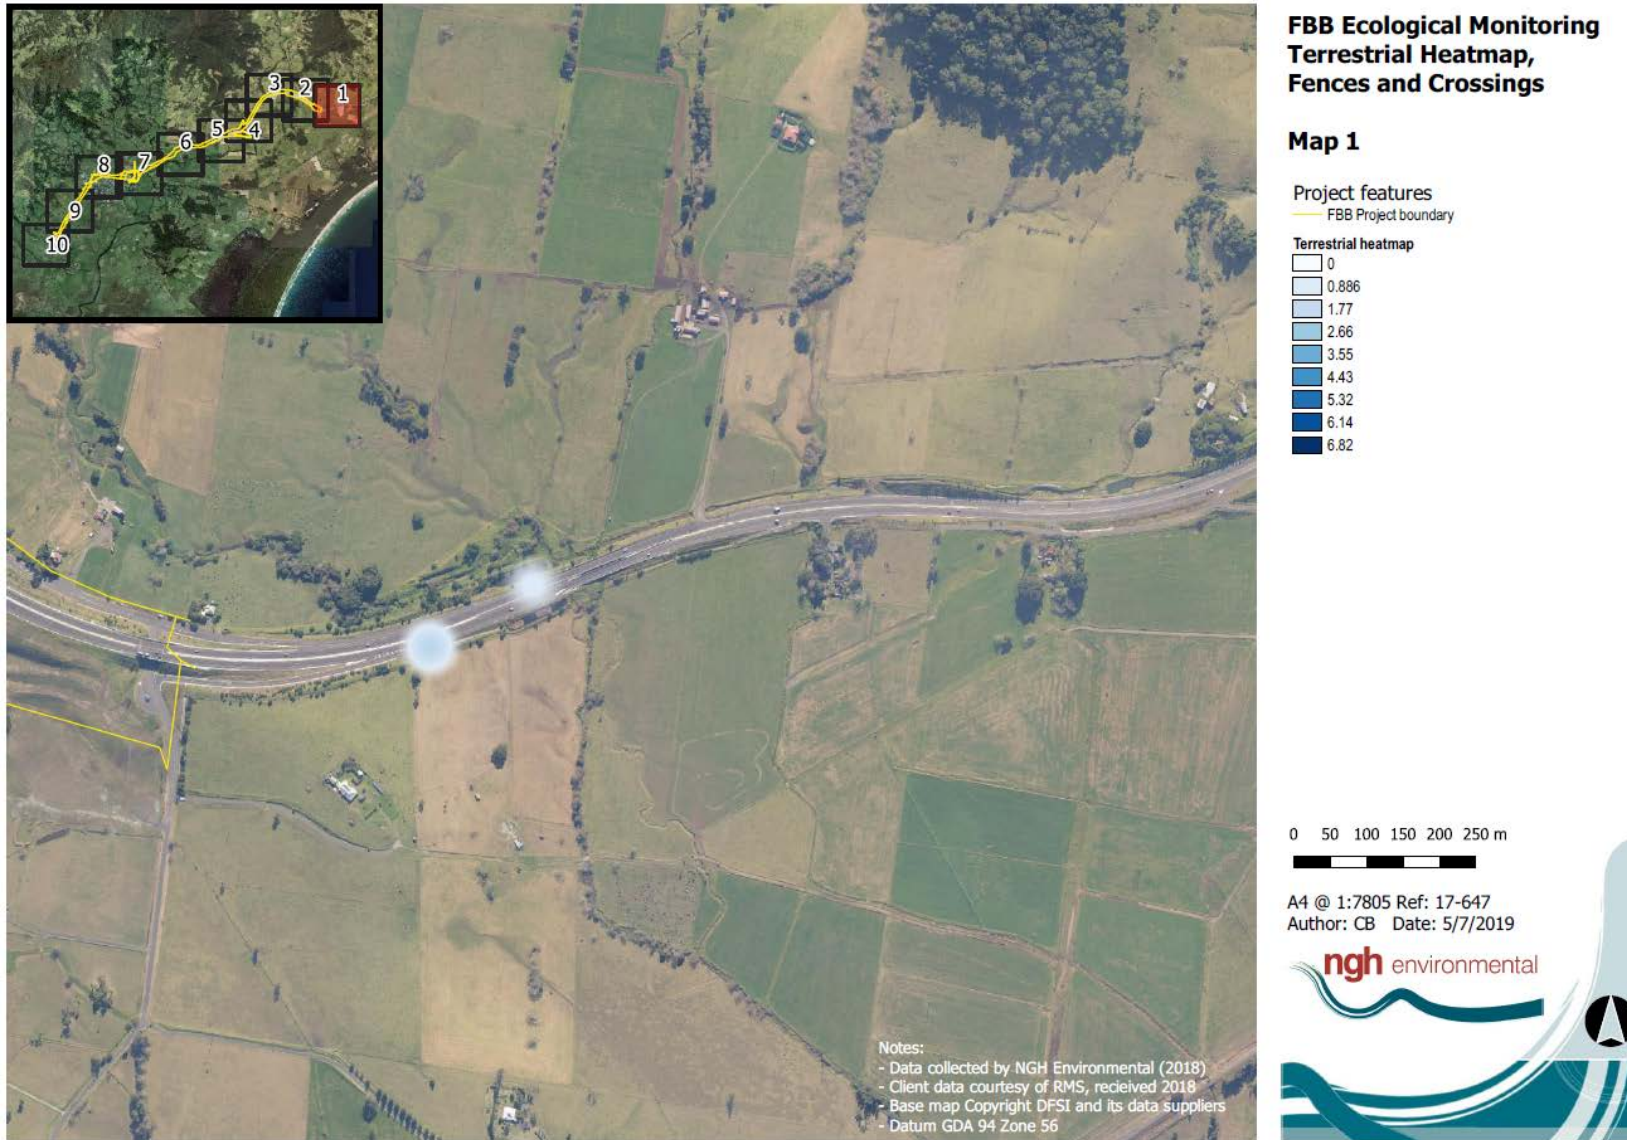 FBB Ecological Monitoring
Terrestrial Heatmap,
Fences and Crossings
Map 1
Project features
FBB Project boundary
Terrestrial heatmap
0
0.886
1.77
2.66
3.55
4.43
5.32
6.14
6.82
1
2
3
4
5
6
7
8
9
10
0 50 100 150 200 250 m
A4 @ 1:7805 Ref: 17-647
Author: CB Date: 5/7/2019
ngh environmental
Notes:
- Data collected by NGH Environmental (2018)
- Client data courtesy of RMS, recieived 2018
- Base map Copyright DFSI and its data suppliers
- Datum GDA 94 Zone 56